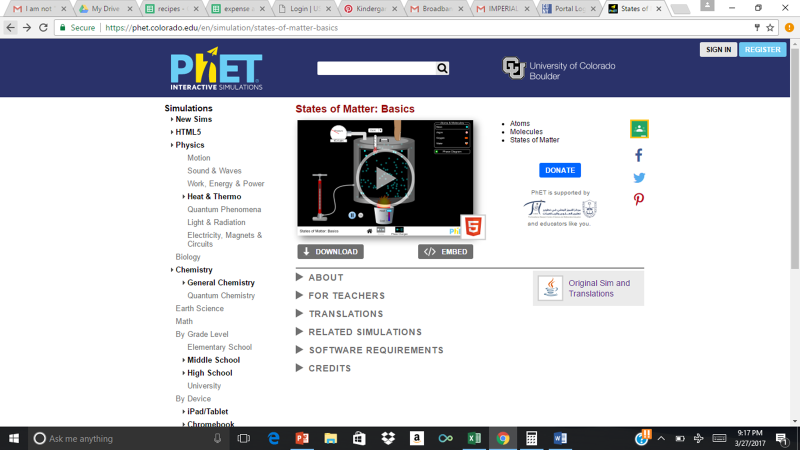 I am not
My Drive
recipes -
expense
Login | U
Kinderga
Broadba
IMPERIAL
Portal Lo
States of
Secure
https://phet.colorado.edu/en/simulation/states-of-matter-basics
SIGN IN
REGISTER
PhET
INTERACTIVE SIMULATIONS
University of Colorado
Boulder
Simulations
New Sims
HTML5
Physics
Motion
Sound & Waves
Work, Energy & Power
Heat & Thermo
Quantum Phenomena
Light & Radiation
Electricity, Magnets &
Circuits
Biology
Chemistry
General Chemistry
Quantum Chemistry
Earth Science
Math
By Grade Level
Elementary School
Middle School
High School
University
By Device
iPad/Tablet
Chromebook
States of Matter: Basics
States of Matter: Basics
DOWNLOAD
EMBED
Atoms
Molecules
States of Matter
DONATE
PhET is supported by
and educators like you.
ABOUT
FOR TEACHERS
TRANSLATIONS
RELATED SIMULATIONS
SOFTWARE REQUIREMENTS
CREDITS
Original Sim and
Translations
Ask me anything
9:17 PM
3/27/2017